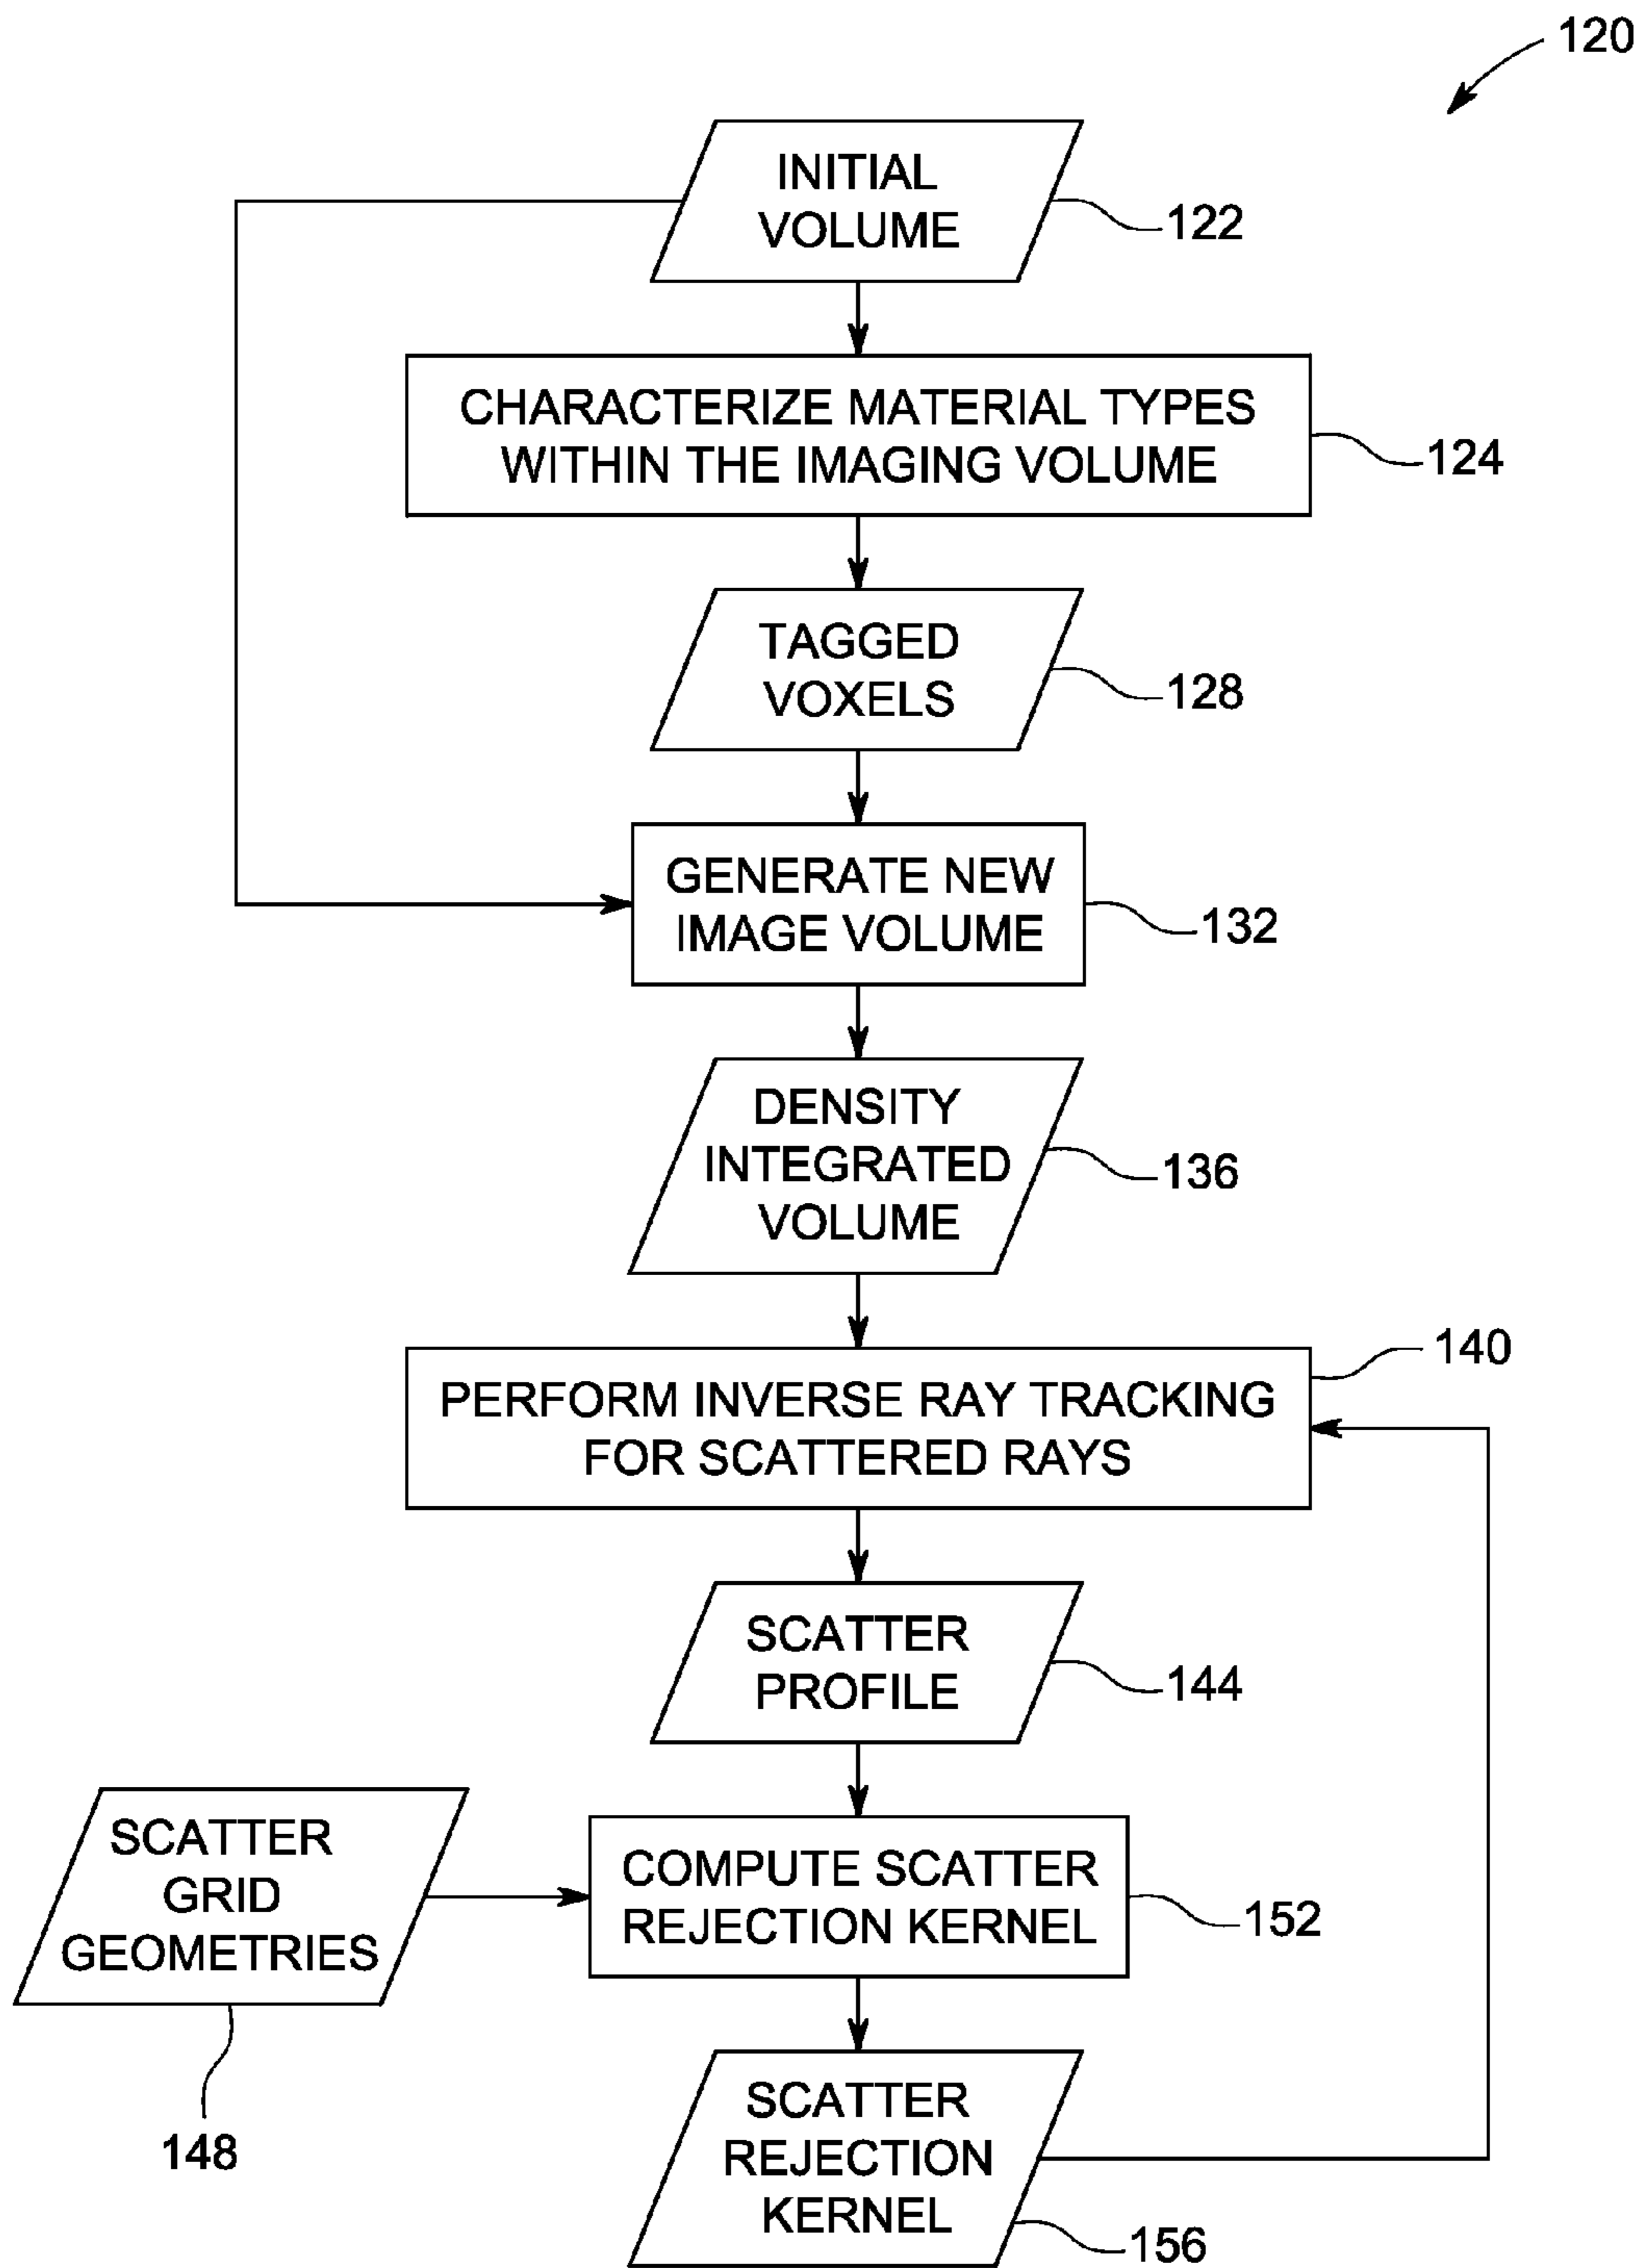 120
INITIAL
VOLUME
122
CHARACTERIZE MATERIAL TYPES
WITHIN THE IMAGING VOLUME
124
TAGGED
VOXELS
128
GENERATE NEW
IMAGE VOLUME
132
DENSITY
INTEGRATED
VOLUME
136
140
PERFORM INVERSE RAY TRACKING
FOR SCATTERED RAYS
SCATTER
PROFILE
144
SCATTER
GRID
GEOMETRIES
148
COMPUTE SCATTER
REJECTION KERNEL
152
SCATTER
REJECTION
KERNEL
156